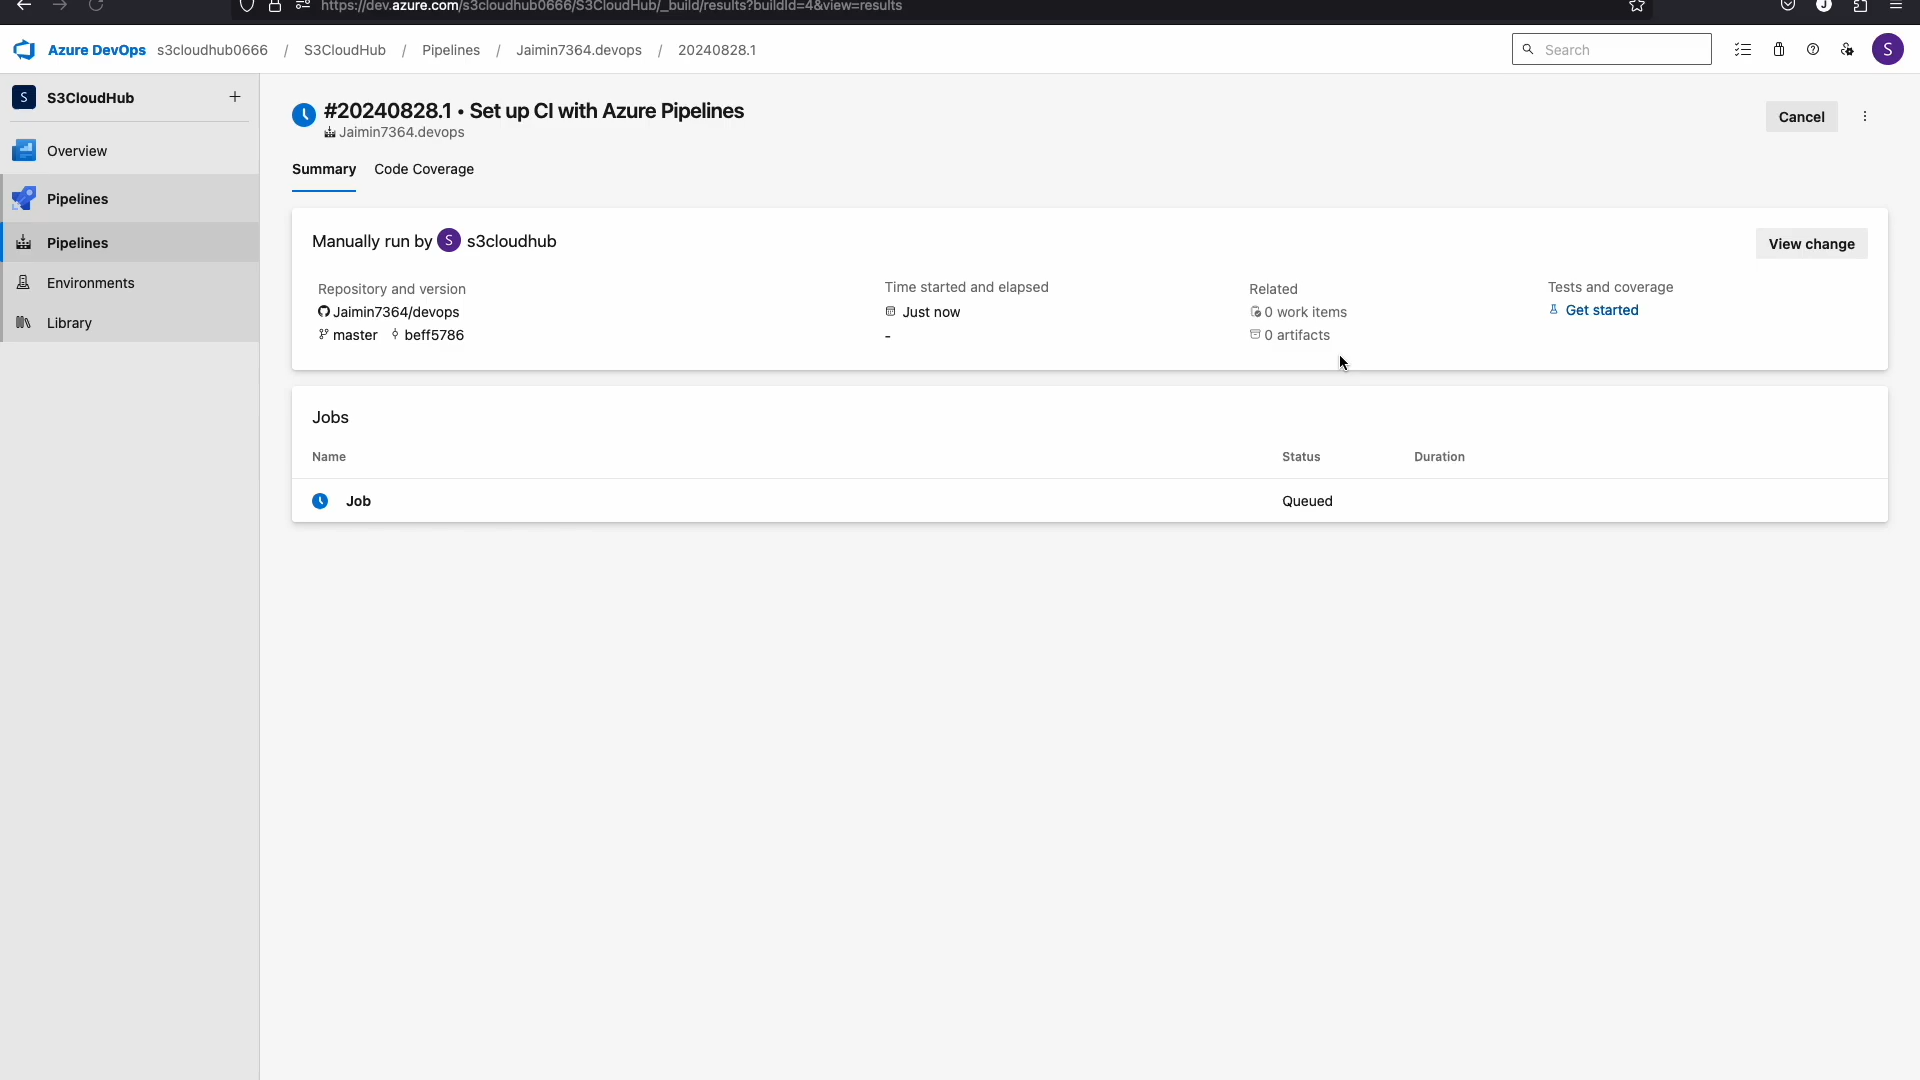 https://dev.azure.com/s3cloudhub0666/S3CloudHub/_build/results?buildId=4&view=results
Azure DevOps s3cloudhub0666 / S3CloudHub / Pipelines / Jaimin7364.devops / 20240828.1
Search
S
S S3CloudHub +
#20240828.1 • Set up CI with Azure Pipelines
Cancel
Jaimin7364.devops
Overview
Summary Code Coverage
Pipelines
Pipelines
Environments
Library
Manually run by S s3cloudhub
View change
Repository and version
Jaimin7364/devops
master beff5786
Time started and elapsed
Just now
-
Related
0 work items
0 artifacts
Tests and coverage
Get started
Jobs
Name Status Duration
Job Queued